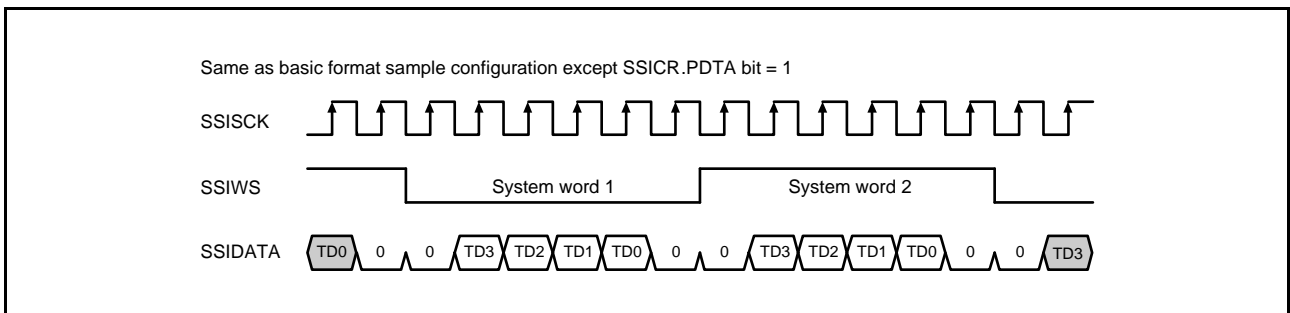 Same as basic format sample configuration except SSICR.PDTA bit = 1
SSISCK
SSIWS System word 1 System word 2
SSIDATA TD0 0 0 TD3 TD2 TD1 TD0 0 0 TD3 TD2 TD1 TD0 0 0 TD3